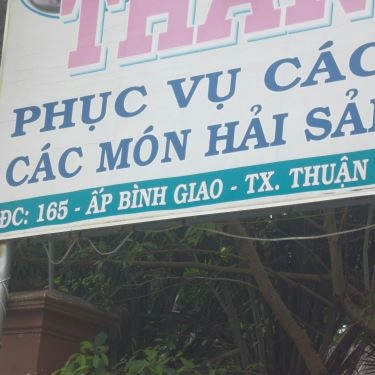 PHỤC VỤ CÁC
CÁC MÓN HẢI SẢ
ĐC: 165 - ẤP BÌNH GIAO - TX. THUẬN